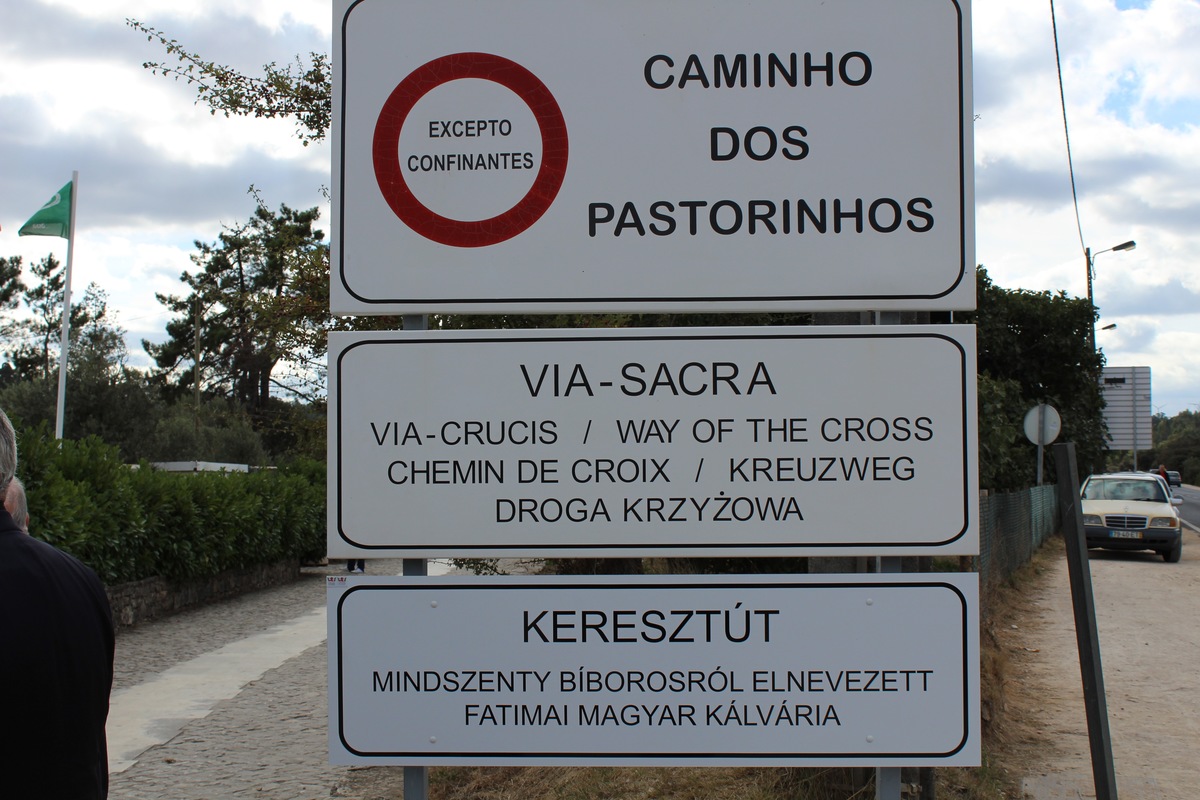 EXCEPTO
CONFINANTES
CAMINHO
DOS
PASTORINHOS
VIA-SACRA
VIA-CRUCIS / WAY OF THE CROSS
CHEMIN DE CROIX / KREUZWEG
DROGA KRZYŻOWA
KERESZTÚT
MINDSZENTY BÍBOROSRÓL ELNEVEZETT
FATIMAI MAGYAR KÁLVÁRIA